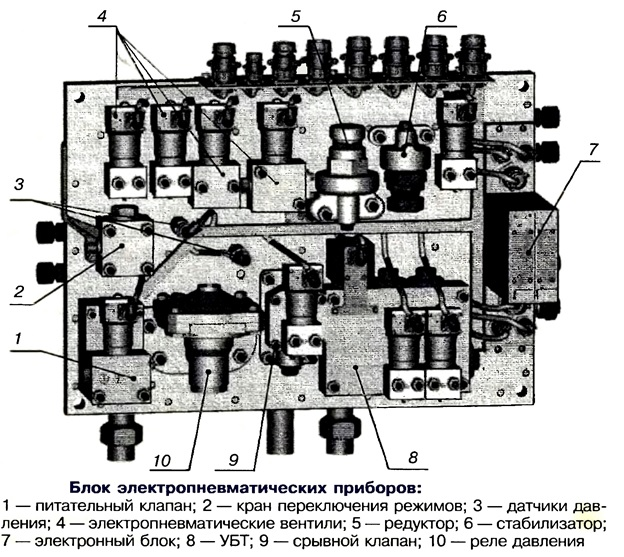 4
5
6
7
3
2
1
10
9
8
Блок электропневматических приборов:
1 — питательный клапан; 2 — кран переключения режимов; 3 — датчики дав-
ления; 4 — электропневматические вентили; 5 — редуктор; 6 — стабилизатор;
7 — электронный блок; 8 — УБТ; 9 — срывной клапан; 10 — реле давления